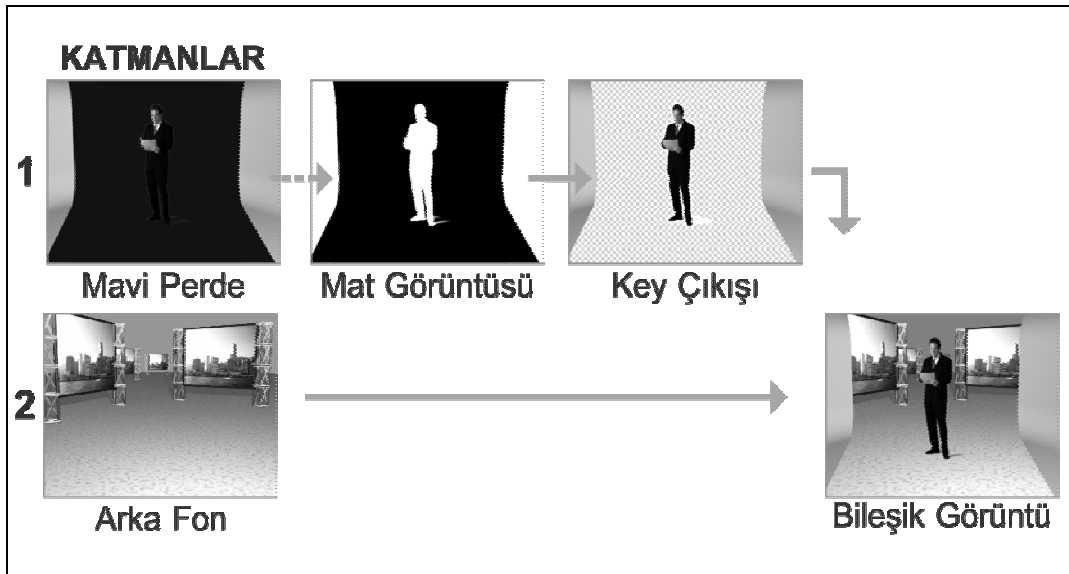 KATMANLAR
1
Mavi Perde
Mat Görüntüsü
Key Çıkışı
2
Arka Fon
Bileşik Görüntü